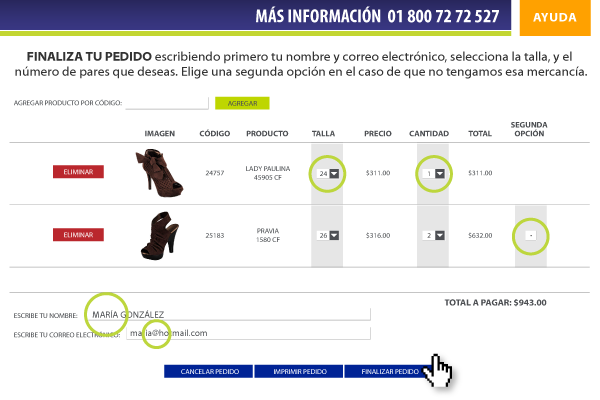 MÁS INFORMACIÓN 01 800 72 72 527
AYUDA
FINALIZA TU PEDIDO escribiendo primero tu nombre y correo electrónico, selecciona la talla, y el
número de pares que deseas. Elige una segunda opción en el caso de que no tengamos esa mercancía.
AGREGAR PRODUCTO POR CÓDIGO:
AGREGAR
IMAGEN CÓDIGO PRODUCTO TALLA PRECIO CANTIDAD TOTAL SEGUNDA
OPCIÓN
ELIMINAR 24757 LADY PAULINA
45905 CF 24 $311.00 1 $311.00
ELIMINAR 25183 PRAVIA
1580 CF 26 $316.00 2 $632.00 -
TOTAL A PAGAR: $943.00
ESCRIBE TU NOMBRE: MARÍA GONZÁLEZ
ESCRIBE TU CORREO ELECTRÓNICO: maria@hotmail.com
CANCELAR PEDIDO IMPRIMIR PEDIDO FINALIZAR PEDIDO